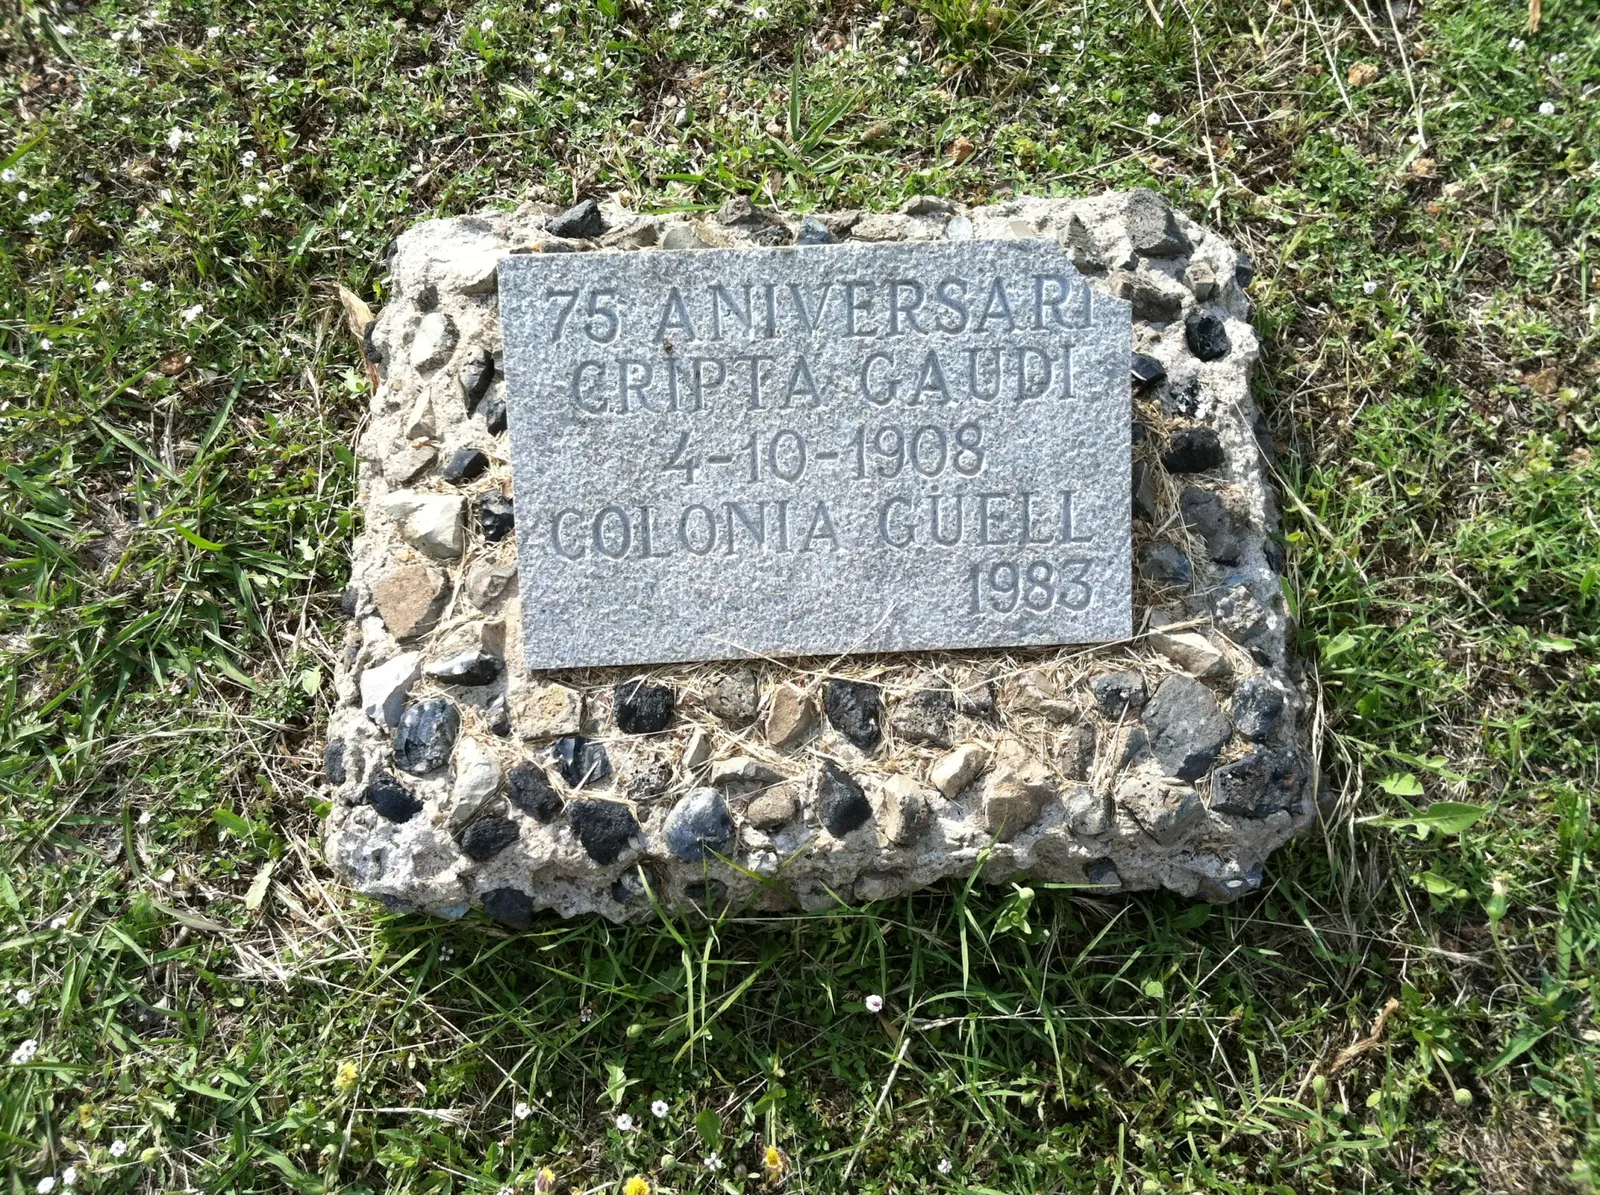 75 ANIVERSARI
CRIPTA GAUDI
4-10-1908
COLONIA GÜELL
1983